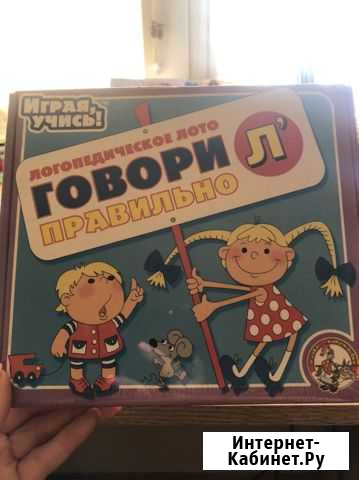 Играя,
учись!
ЛОГОПЕДИЧЕСКОЕ ЛОТО
ГОВОРИ
ПРАВИЛЬНО
Л'
Интернет-
Кабинет.Ру